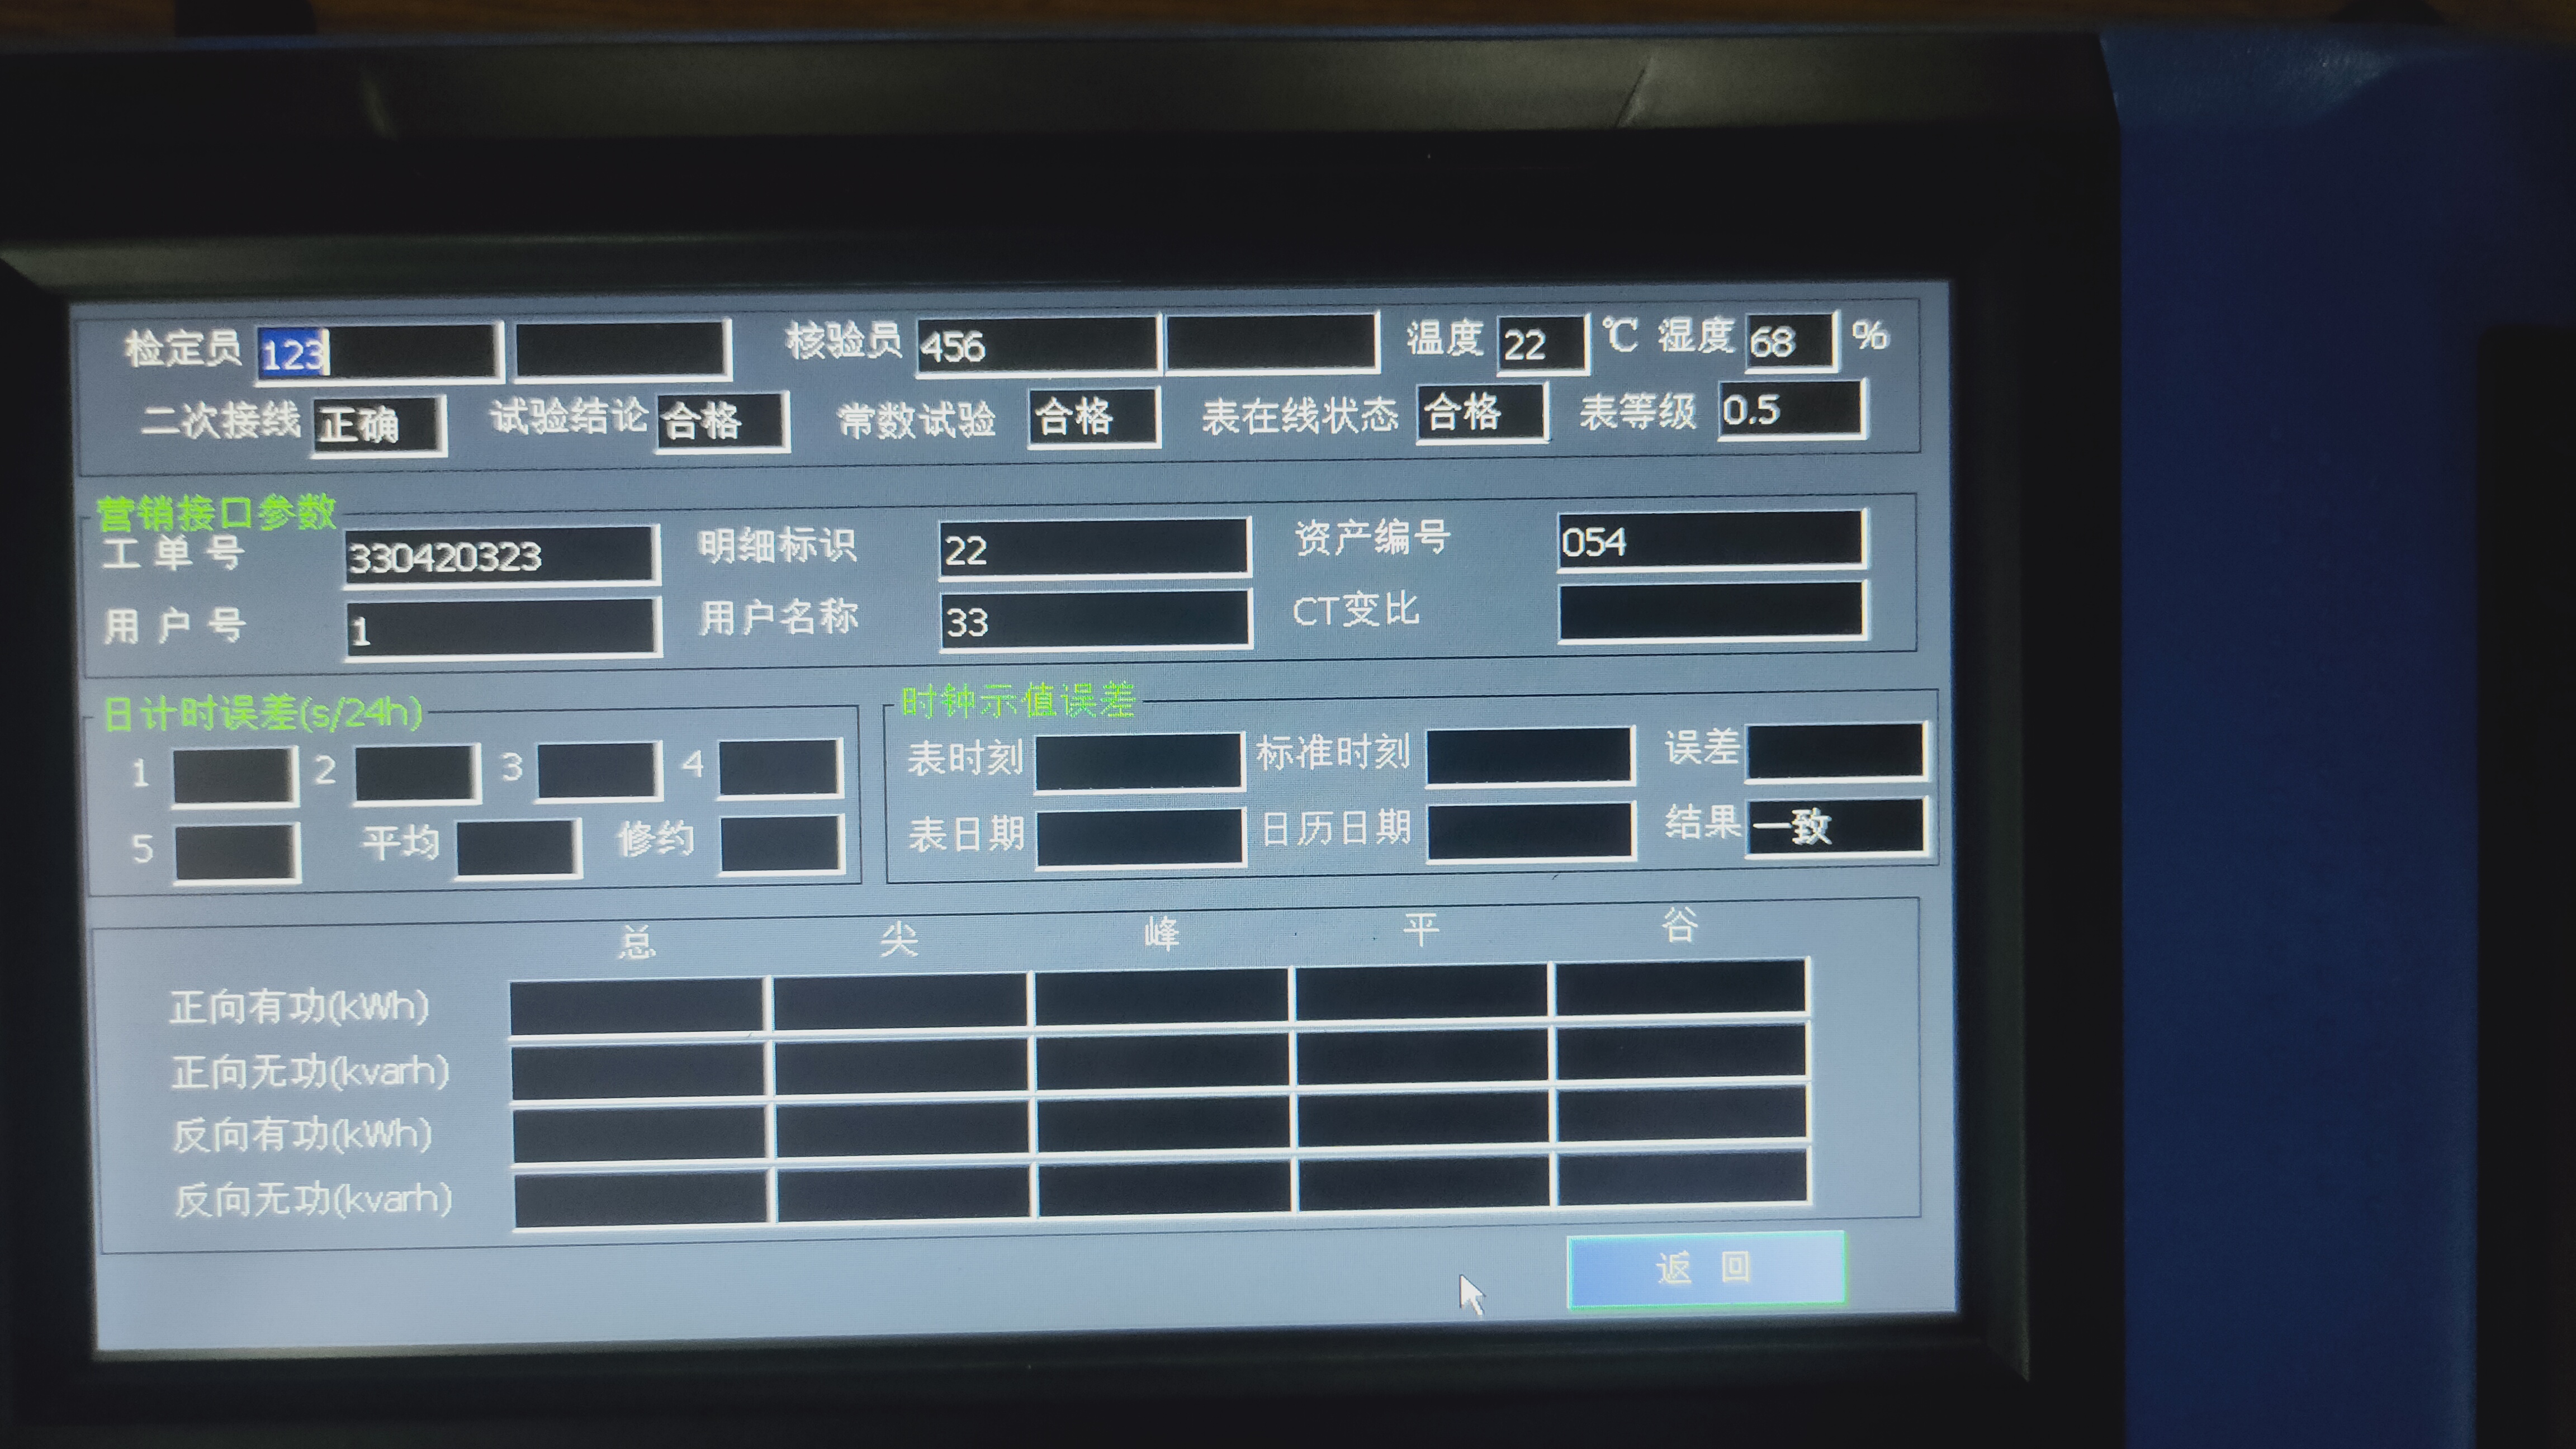 检定员 123 核验员 456 温度 22 ℃ 湿度 68 %
二次接线 正确 试验结论 合格 常数试验 合格 表在线状态 合格 表等级 0.5
营销接口参数
工单号 330420323 明细标识 22 资产编号 054
用户号 1 用户名称 33 CT变比
日计时误差(s/24h) 时钟示值误差
1 2 3 4 表时刻 标准时刻 误差
5 平均 修约 表日期 日历日期 结果 一致
总 尖 峰 平 谷
正向有功(kWh)
正向无功(kvarh)
反向有功(kWh)
反向无功(kvarh)
返回